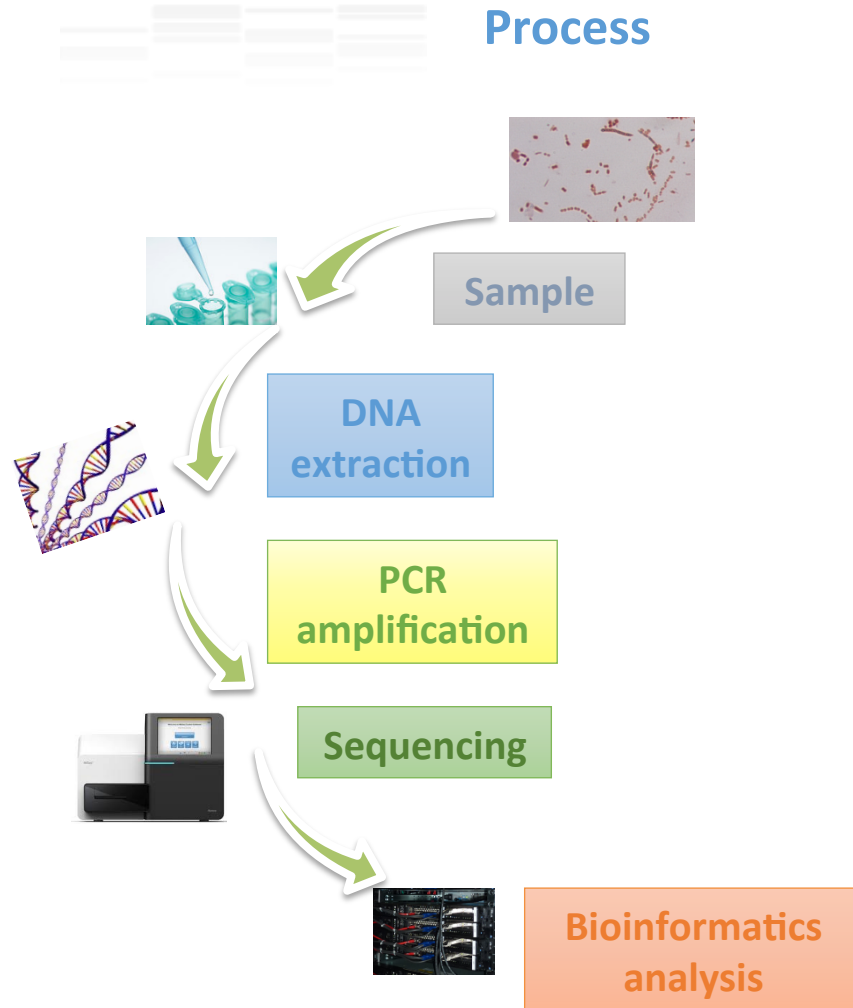 Process
Sample
DNA
extraction
PCR
amplification
Sequencing
Bioinformatics
analysis